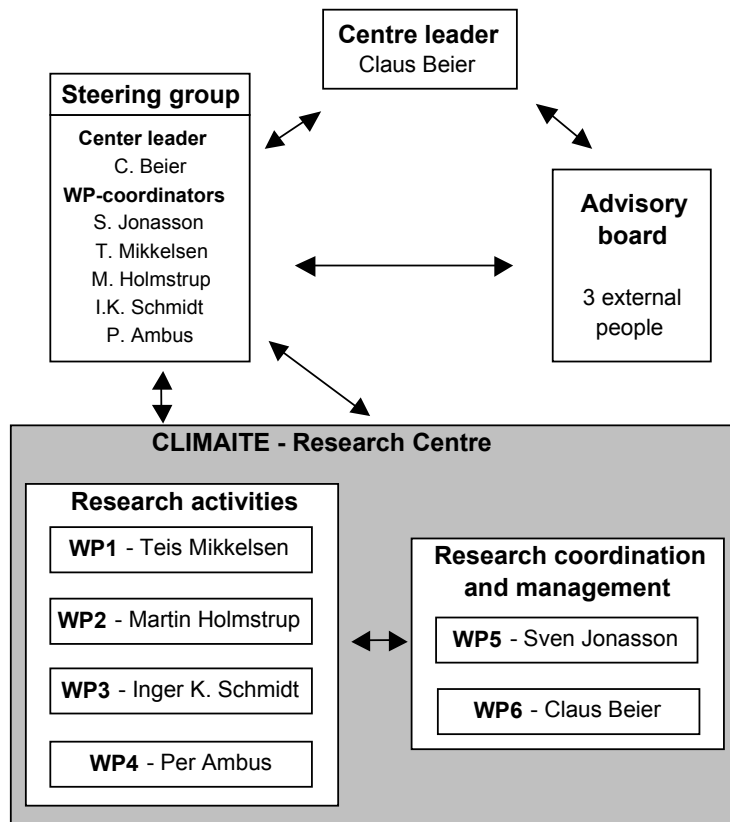 Centre leader
Claus Beier
Steering group
Center leader
C. Beier
WP-coordinators
S. Jonasson
T. Mikkelsen
M. Holmstrup
I.K. Schmidt
P. Ambus
Advisory
board
3 external
people
CLIMAITE - Research Centre
Research activities
WP1 - Teis Mikkelsen
WP2 - Martin Holmstrup
WP3 - Inger K. Schmidt
WP4 - Per Ambus
Research coordination
and management
WP5 - Sven Jonasson
WP6 - Claus Beier